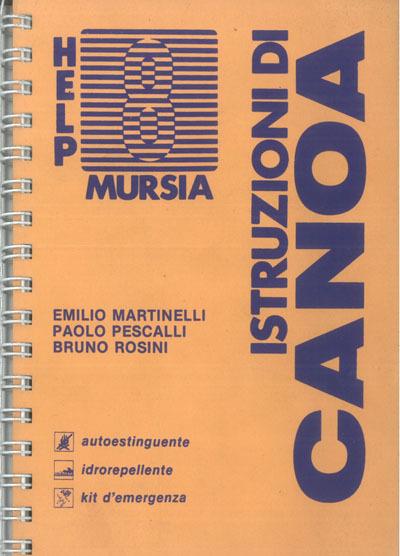 HELP
8
MURSIA
ISTRUZIONI DI
CANOA
EMILIO MARTINELLI
PAOLO PESCALLI
BRUNO ROSINI
autoestinguente
idrorepellente
kit d'emergenza